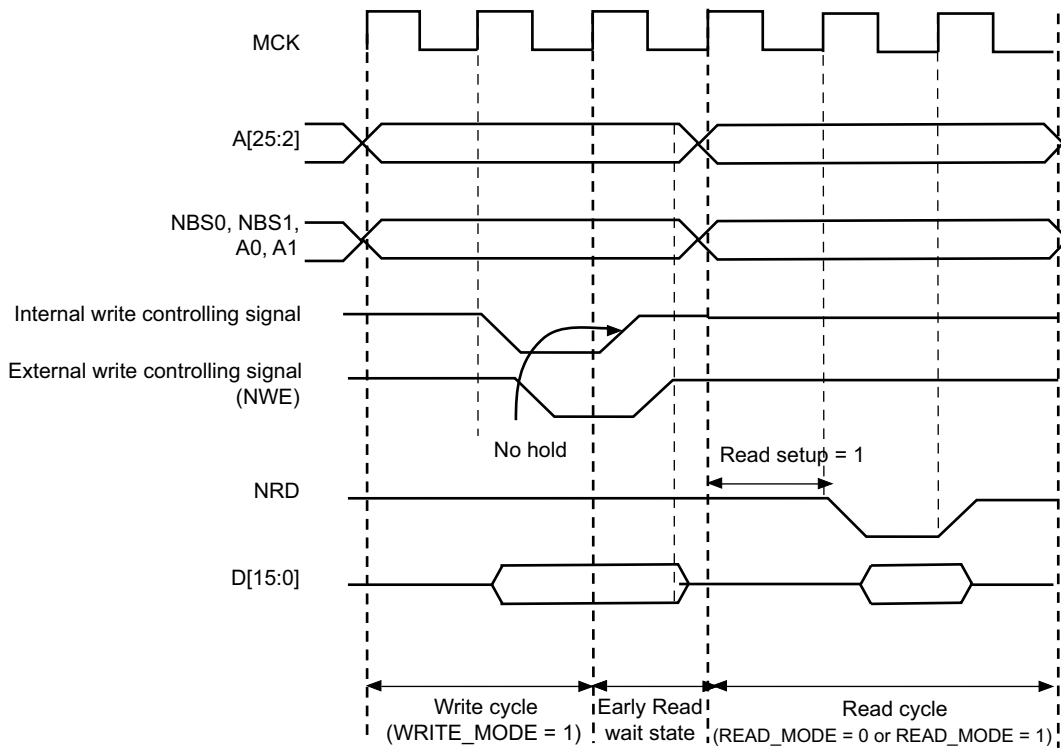 MCK
A[25:2]
NBS0, NBS1,
A0, A1
Internal write controlling signal
External write controlling signal
(NWE)
No hold
Read setup = 1
NRD
D[15:0]
Write cycle
(WRITE_MODE = 1)
Early Read
wait state
Read cycle
(READ_MODE = 0 or READ_MODE = 1)